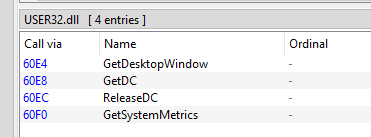 USER32.dll [ 4 entries ]
Call via Name Ordinal
60E4 GetDesktopWindow -
60E8 GetDC -
60EC ReleaseDC -
60F0 GetSystemMetrics -